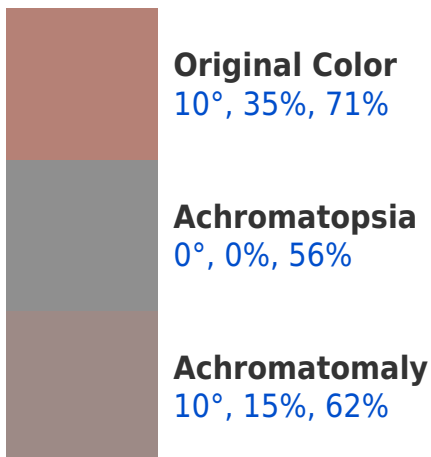 Original Color
10°, 35%, 71%
Achromatopsia
0°, 0%, 56%
Achromatomaly
10°, 15%, 62%